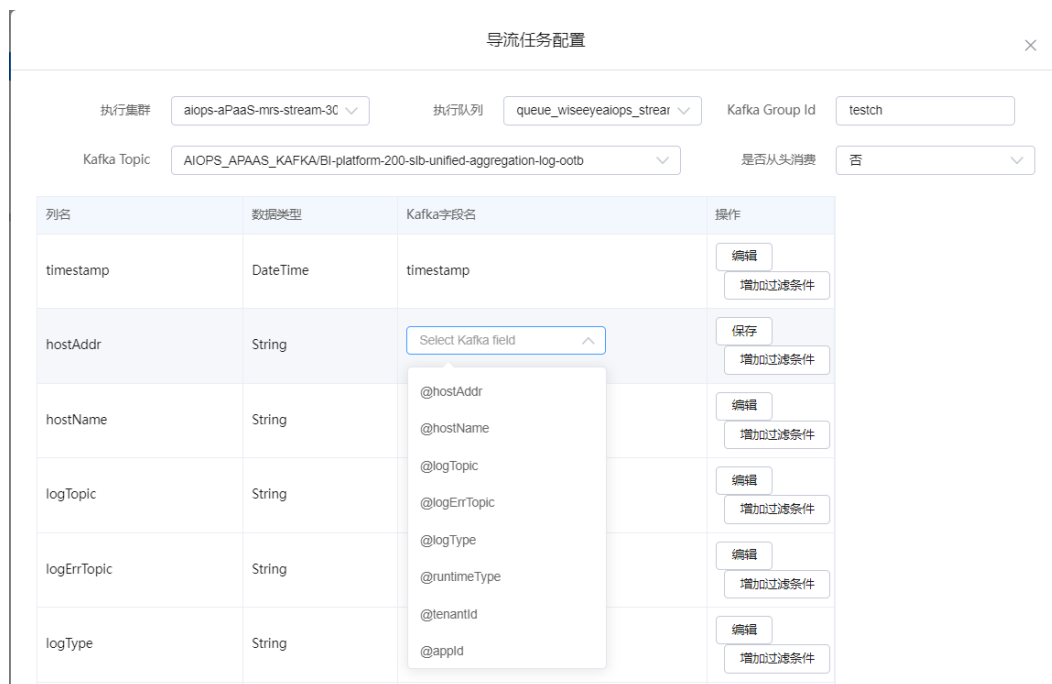 导流任务配置
执行集群 aiops-aPaaS-mrs-stream-30 执行队列 queue_wiseeyeaiops_strear Kafka Group Id testch
Kafka Topic AIOPS_APAAS_KAFKA/BI-platform-200-slb-unified-aggregation-log-ootb 是否从头消费 否
列名 数据类型 Kafka字段名 操作
timestamp DateTime timestamp 编辑
增加过滤条件
hostAddr String Select Kafka field 保存
增加过滤条件
@hostAddr
hostName String @hostName 编辑
增加过滤条件
@logTopic
logTopic String @logErrTopic 编辑
增加过滤条件
@logType
logErrTopic String @runtimeType 编辑
增加过滤条件
@tenantId
logType String @appId 编辑
增加过滤条件